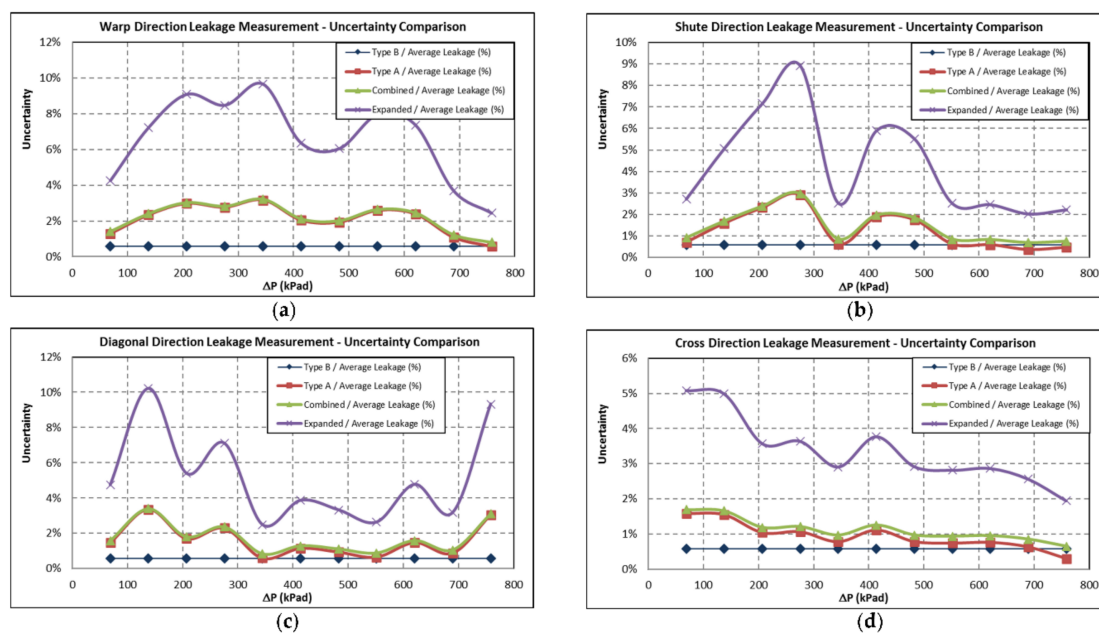 Warp Direction Leakage Measurement - Uncertainty Comparison
12%
10%
8%
6%
4%
2%
0%
Uncertainty
Type B / Average Leakage (%)
Type A / Average Leakage (%)
Combined / Average Leakage (%)
Expanded / Average Leakage (%)
0 100 200 300 400 500 600 700 800
ΔP (kPad)
(a)
Shute Direction Leakage Measurement - Uncertainty Comparison
10%
9%
8%
7%
6%
5%
4%
3%
2%
1%
0%
Uncertainty
Type B / Average Leakage (%)
Type A / Average Leakage (%)
Combined / Average Leakage (%)
Expanded / Average Leakage (%)
0 100 200 300 400 500 600 700 800
ΔP (kPad)
(b)
Diagonal Direction Leakage Measurement - Uncertainty Comparison
12%
10%
8%
6%
4%
2%
0%
Uncertainty
Type B / Average Leakage (%)
Type A / Average Leakage (%)
Combined / Average Leakage (%)
Expanded / Average Leakage (%)
0 100 200 300 400 500 600 700 800
ΔP (kPad)
(c)
Cross Direction Leakage Measurement - Uncertainty Comparison
6%
5%
4%
3%
2%
1%
0%
Uncertainty
Type B / Average Leakage (%)
Type A / Average Leakage (%)
Combined / Average Leakage (%)
Expanded / Average Leakage (%)
0 100 200 300 400 500 600 700 800
ΔP (kPad)
(d)